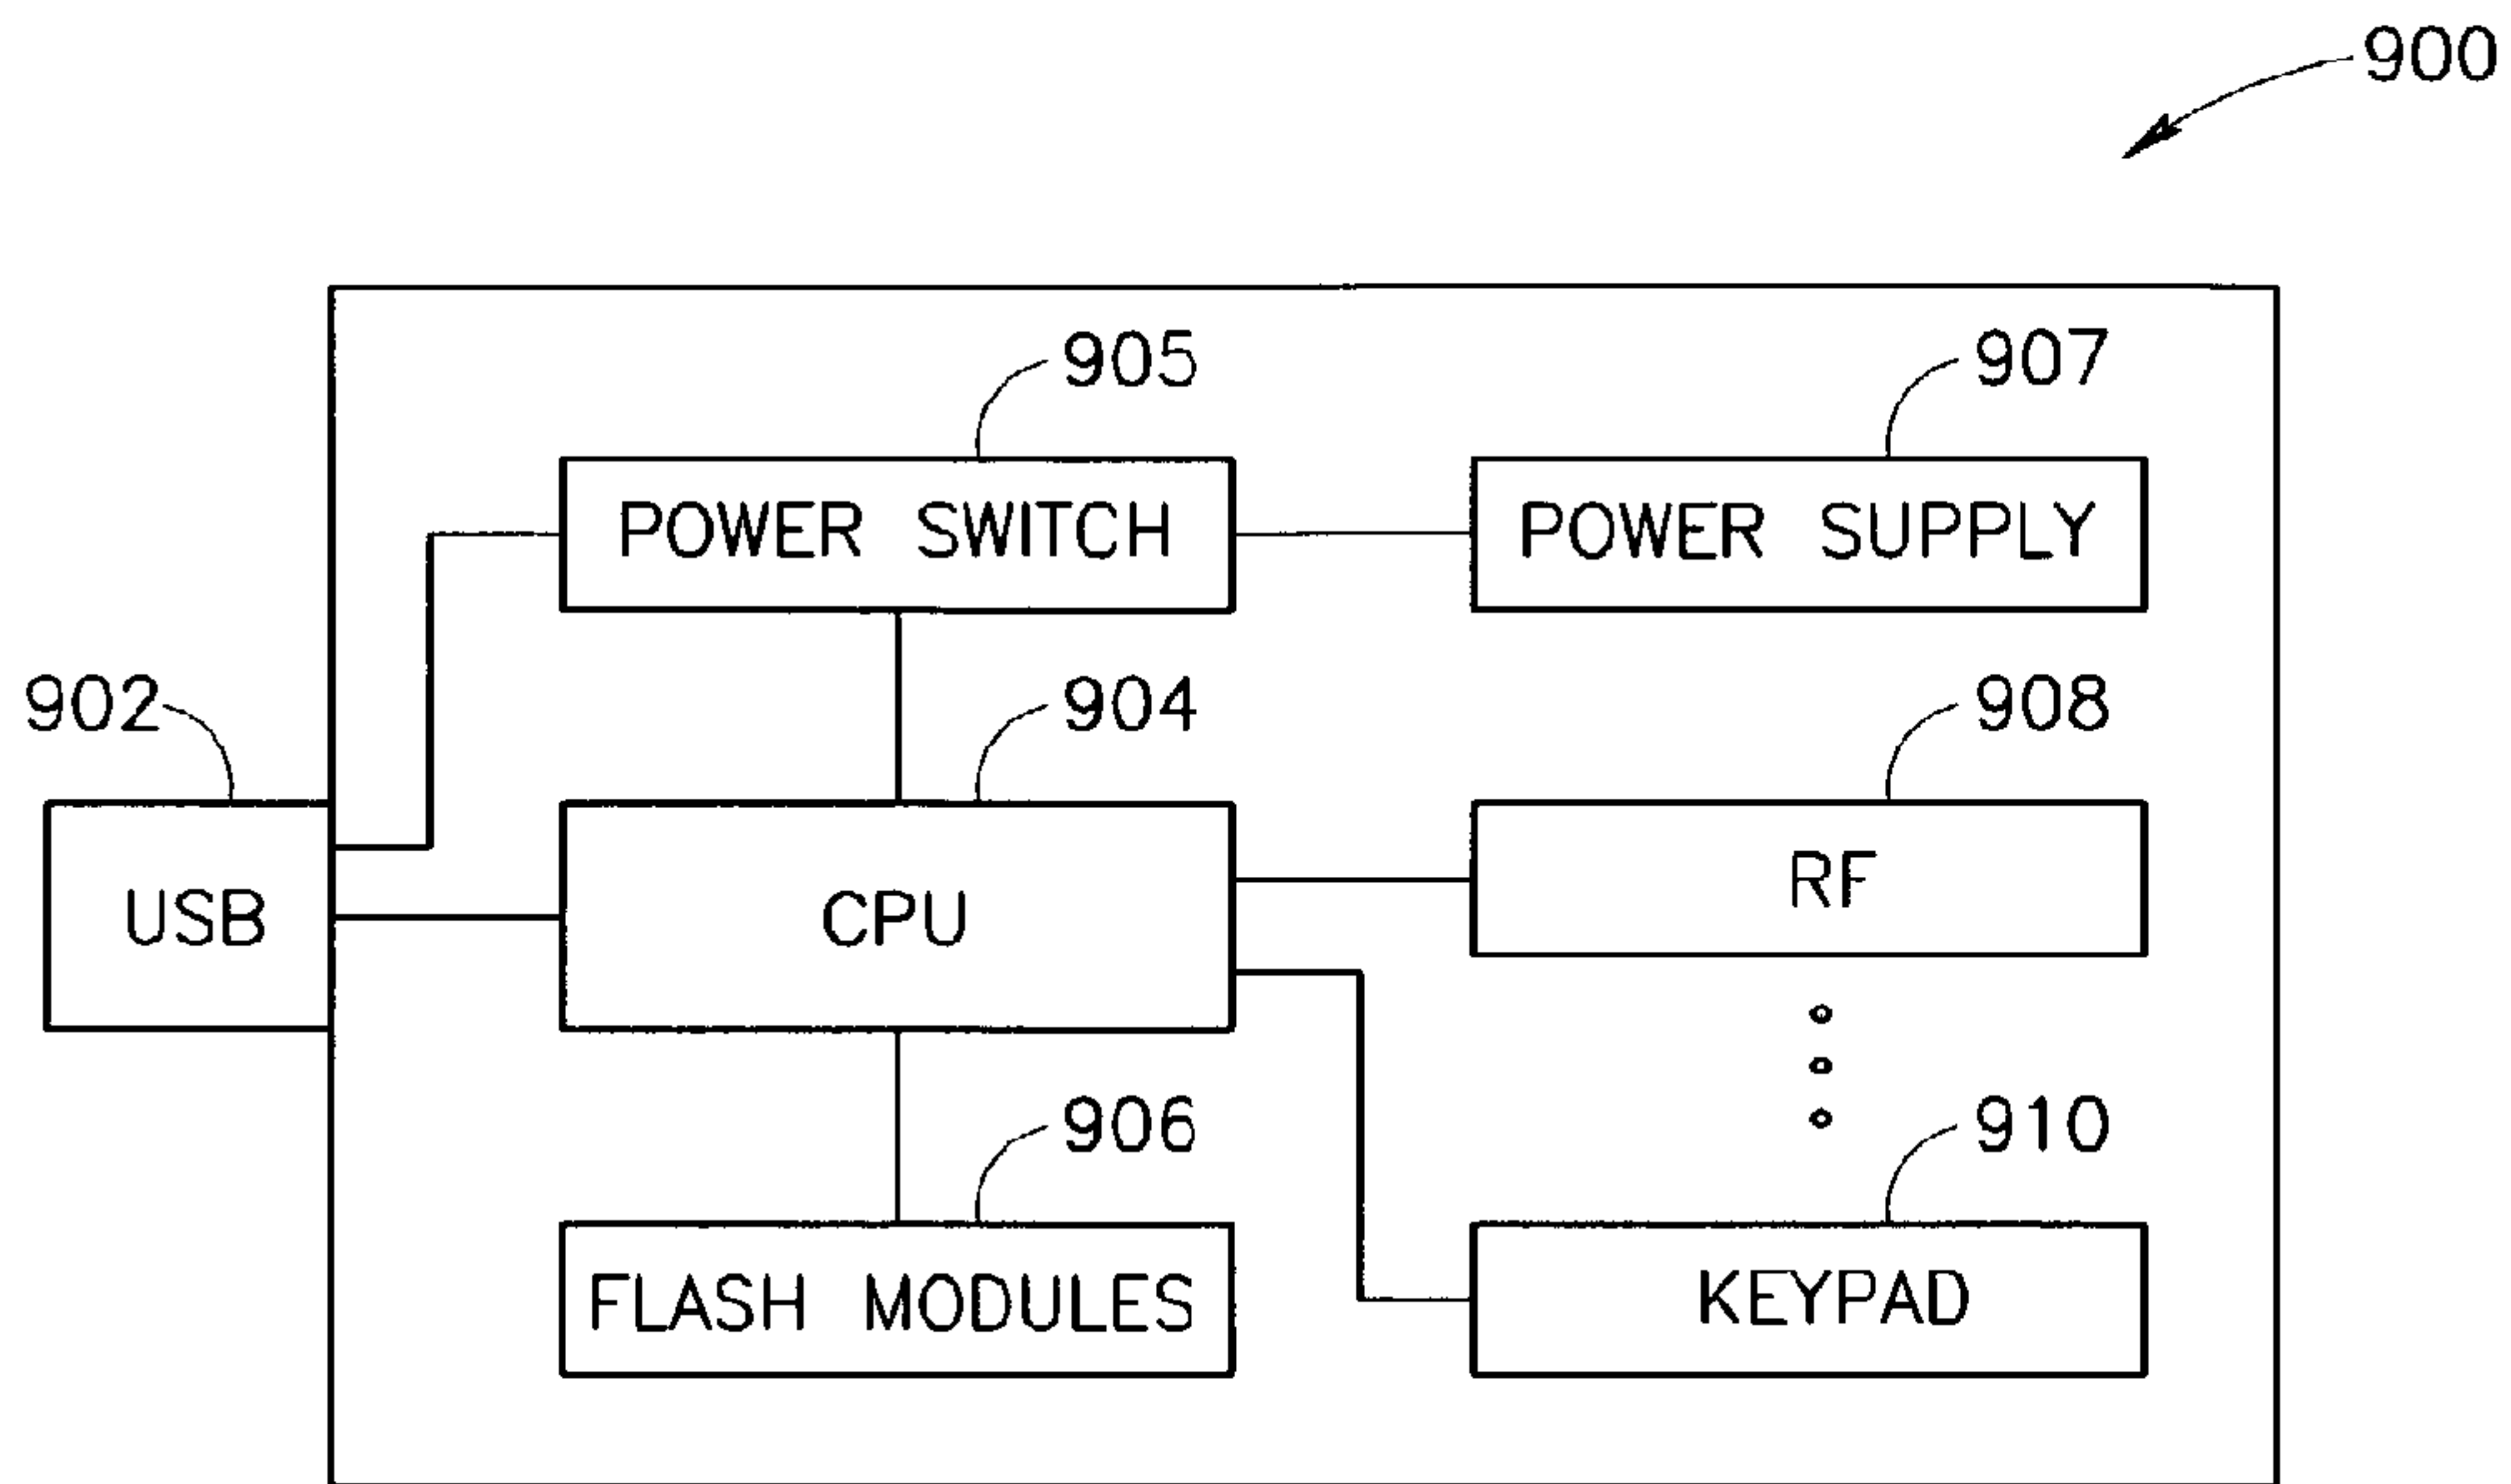 900
905
907
POWER SWITCH
POWER SUPPLY
902
904
908
USB
CPU
RF
906
910
FLASH MODULES
KEYPAD